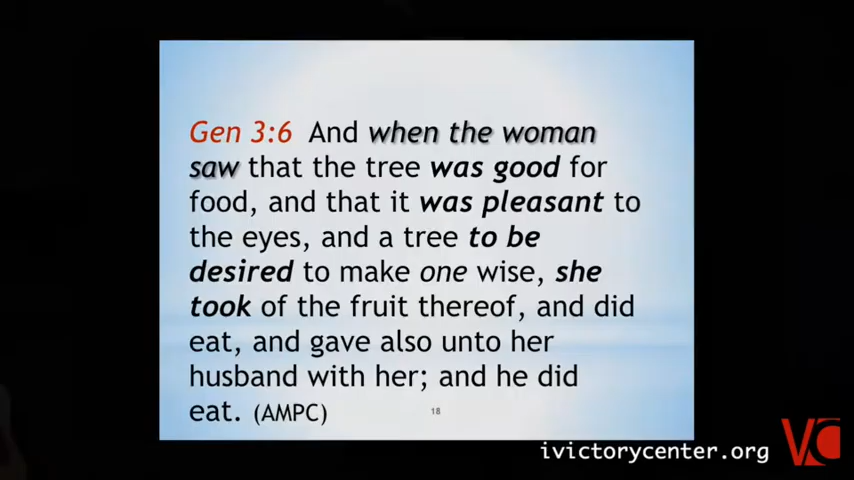 Gen 3:6 And when the woman
saw that the tree was good for
food, and that it was pleasant to
the eyes, and a tree to be
desired to make one wise, she
took of the fruit thereof, and did
eat, and gave also unto her
husband with her; and he did
eat. (AMPC)
18
ivictorycenter.org
VC